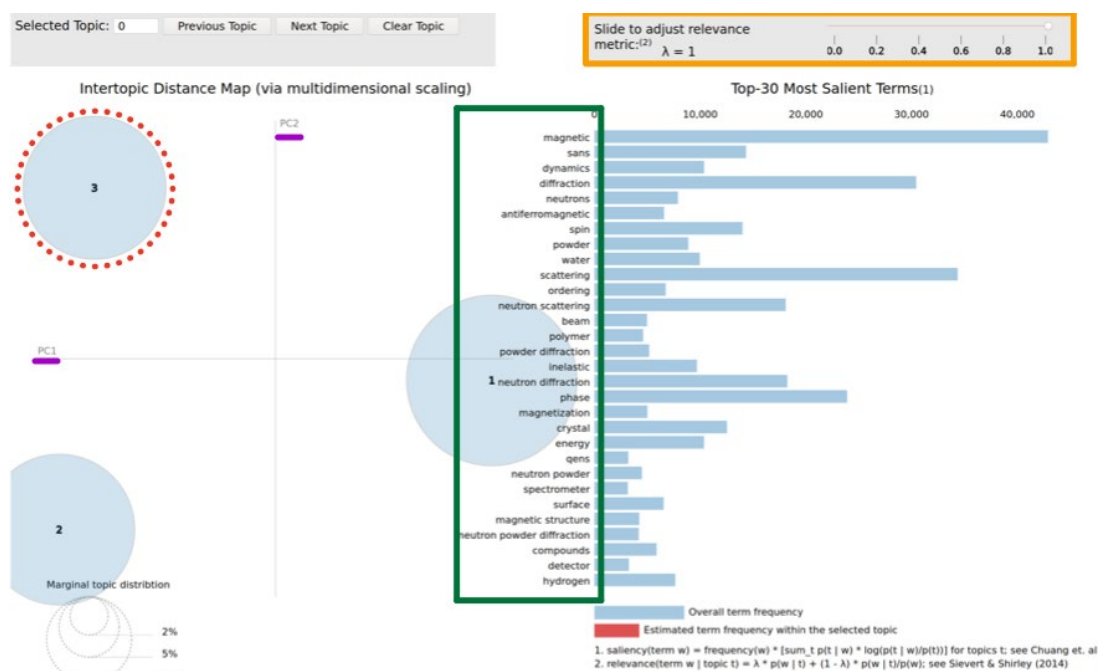 Selected Topic: 0 Previous Topic Next Topic Clear Topic
Slide to adjust relevance
metric:(2) λ = 1
0.0 0.2 0.4 0.6 0.8 1.0
Intertopic Distance Map (via multidimensional scaling)
PC2
3
PC1
1
2
Marginal topic distribtion
2%
5%
Top-30 Most Salient Terms(1)
0 10,000 20,000 30,000 40,000
magnetic
sans
dynamics
diffraction
neutrons
antiferromagnetic
spin
powder
water
scattering
ordering
neutron scattering
beam
polymer
powder diffraction
inelastic
neutron diffraction
phase
magnetization
crystal
energy
qens
neutron powder
spectrometer
surface
magnetic structure
neutron powder diffraction
compounds
detector
hydrogen
Overall term frequency
Estimated term frequency within the selected topic
1. saliency(term w) = frequency(w) * [sum_t p(t | w) * log(p(t | w)/p(t))] for topics t; see Chuang et. al
2. relevance(term w | topic t) = λ * p(w | t) + (1 - λ) * p(w | t)/p(w); see Sievert & Shirley (2014)